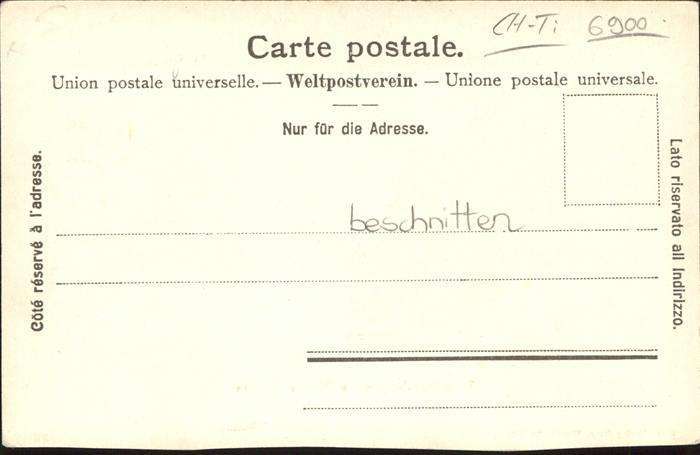 CH-Ti 6900
Carte postale.
Union postale universelle. — Weltpostverein. — Unione postale universale.
Nur für die Adresse.
Côté réservé à l'adresse.
Lato riservato all Indirizzo.
beschnitten